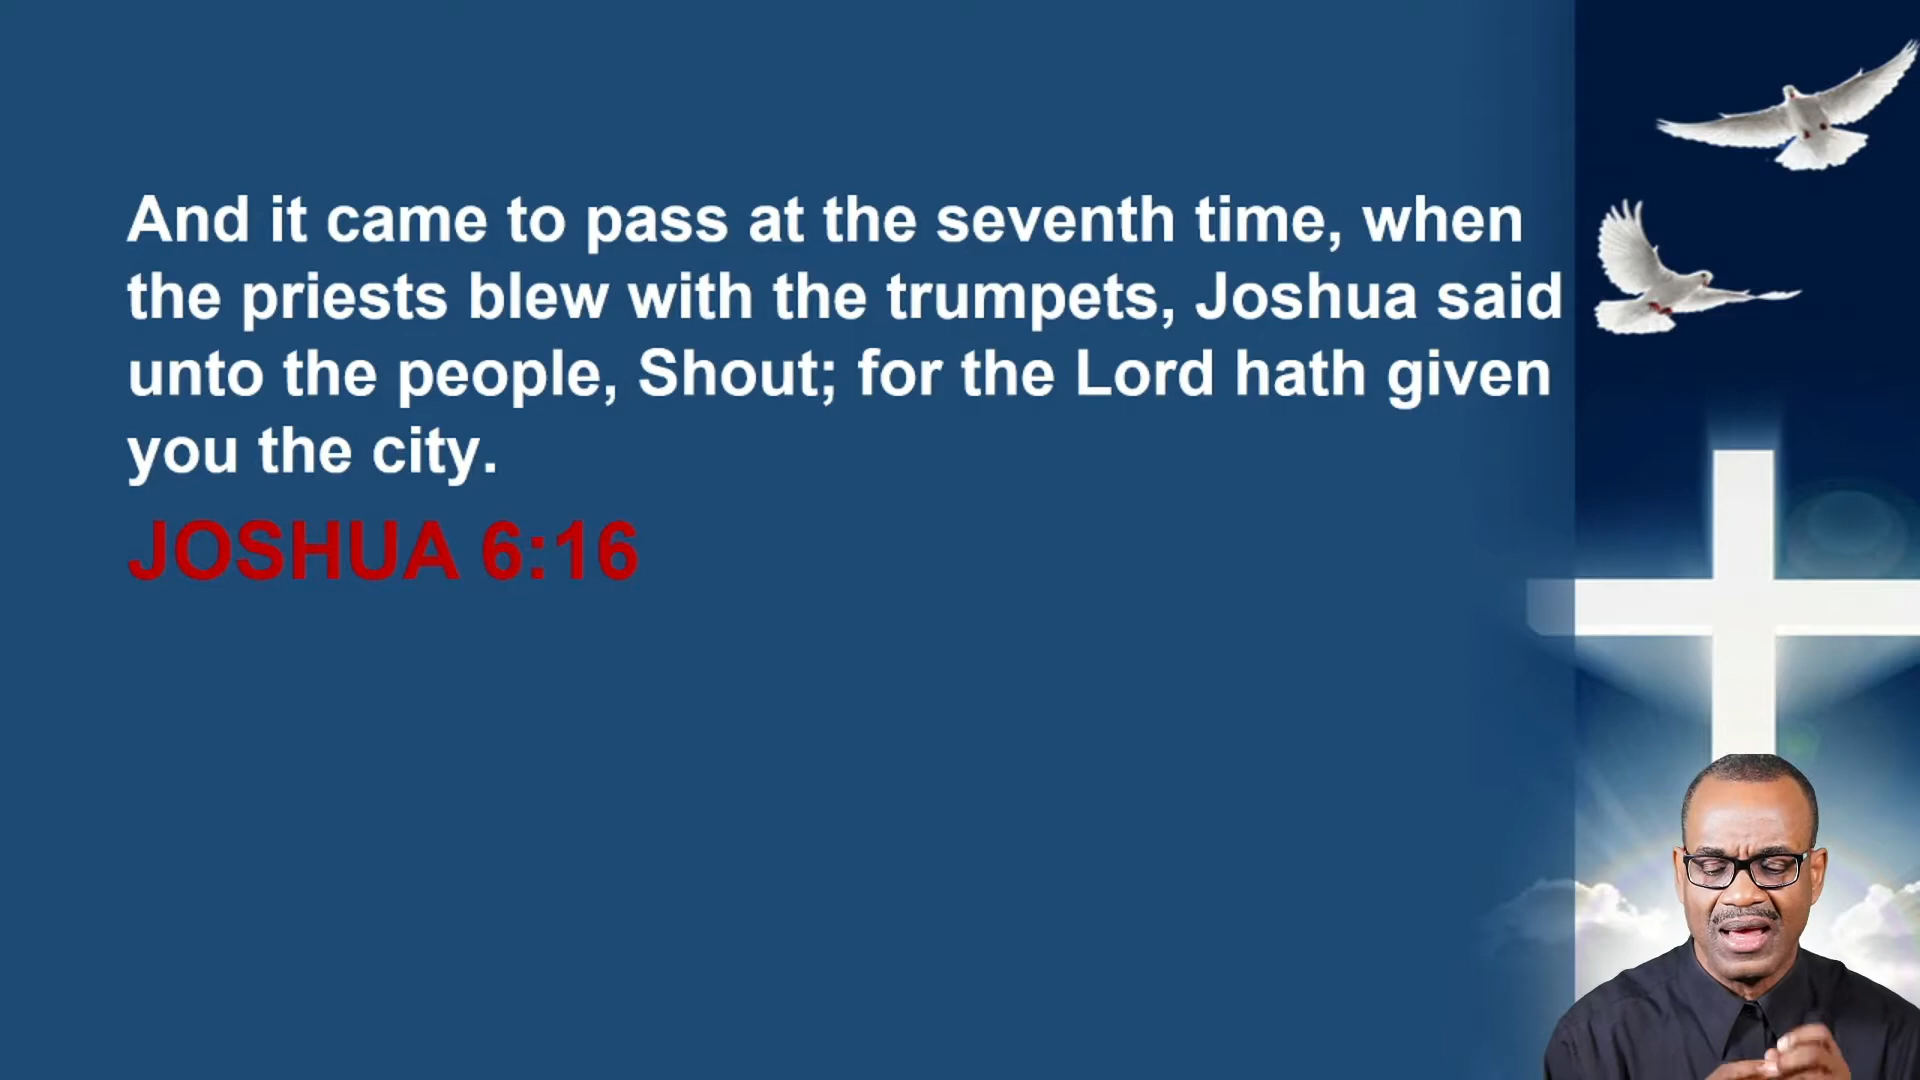 And it came to pass at the seventh time, when
the priests blew with the trumpets, Joshua said
unto the people, Shout; for the Lord hath given
you the city.
JOSHUA 6:16